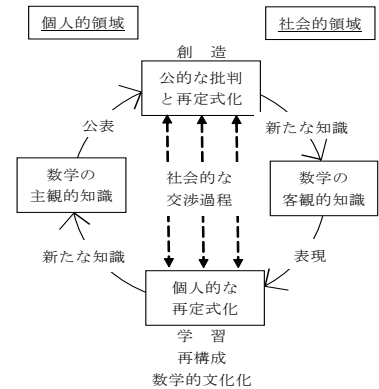 個人的領域
社会的領域
創 造
公的な批判
と再定式化
公表
新たな知識
数学の
主観的知識
社会的な
交渉過程
数学の
客観的知識
新たな知識
表現
個人的な
再定式化
学 習
再構成
数学的文化化